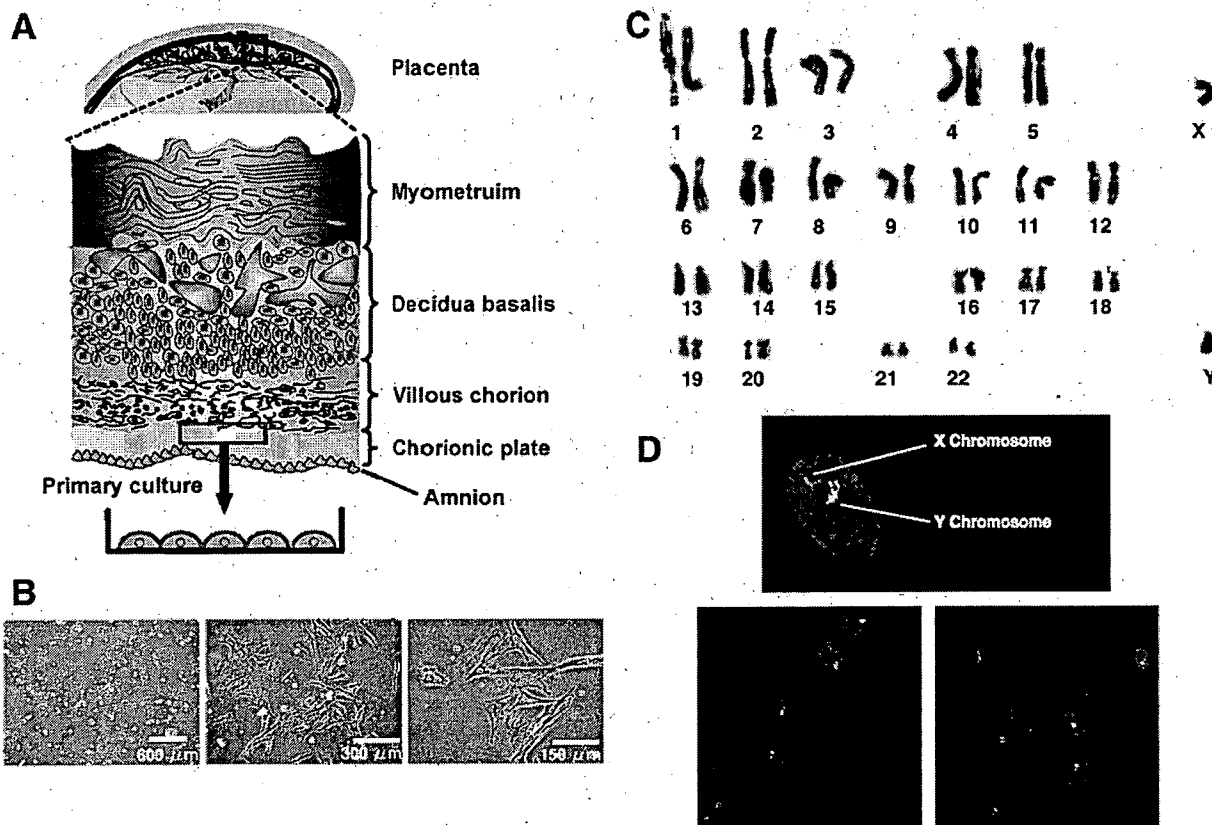 A
Placenta
Myometruim
Decidua basalis
Villous chorion
Chorionic plate
Primary culture
Amnion
B
600 μm
300 μm
150 μm
C
1 2 3 4 5 X
6 7 8 9 10 11 12
13 14 15 16 17 18
19 20 21 22 Y
D
X Chromosome
Y Chromosome